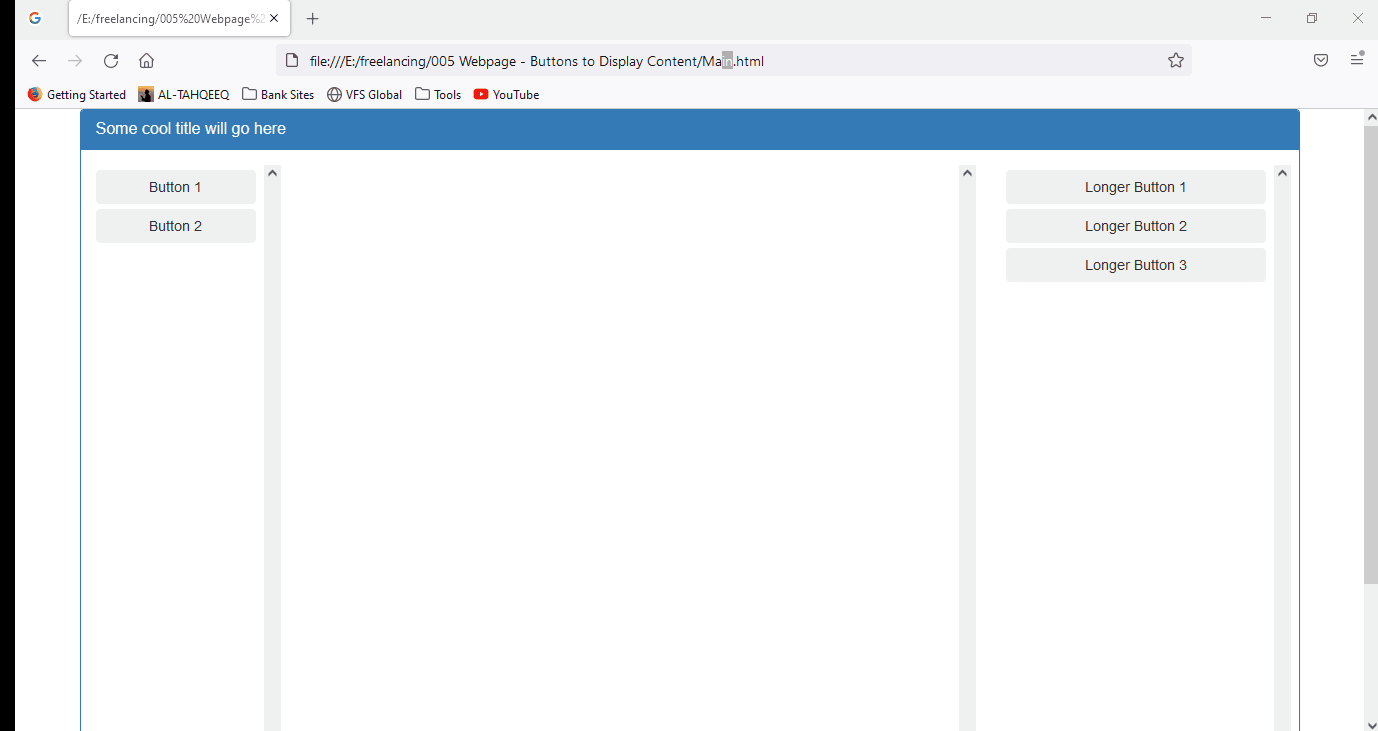 /E:/freelancing/005%20Webpage%2
file:///E:/freelancing/005 Webpage - Buttons to Display Content/Main.html
Getting Started AL-TAHQEEQ Bank Sites VFS Global Tools YouTube
Some cool title will go here
Button 1
Button 2
Longer Button 1
Longer Button 2
Longer Button 3